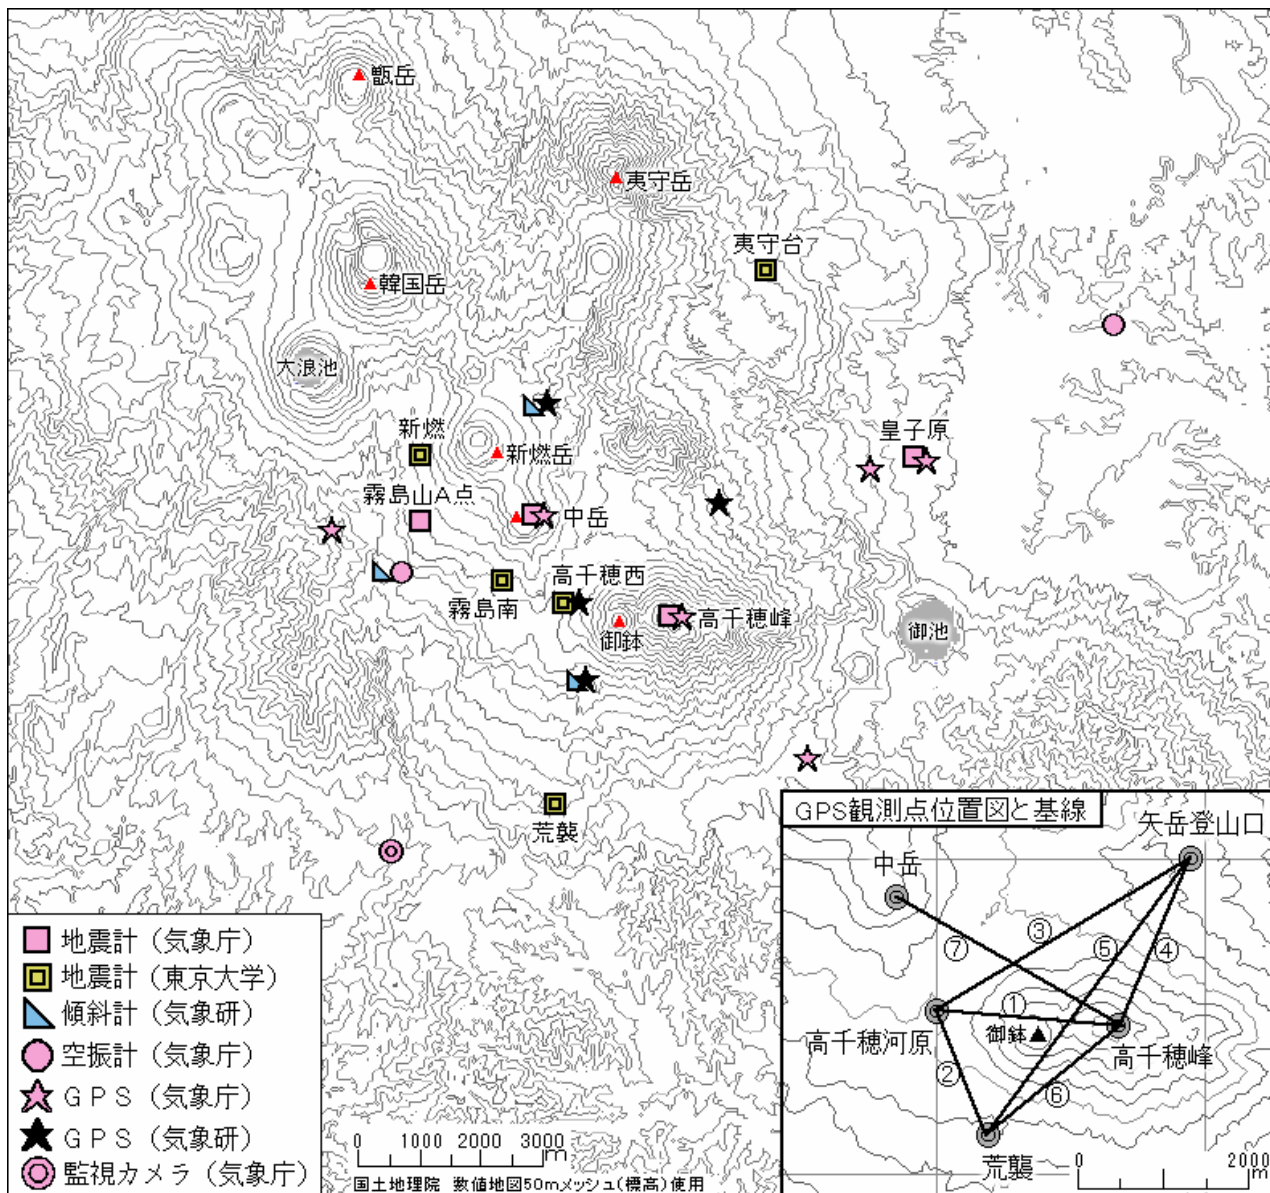 甑岳
夷守岳
夷守台
韓国岳
大浪池
新燃
新燃岳
皇子原
霧島山A点
中岳
高千穂西
霧島南
高千穂峰
御鉢
御池
荒襲
地震計（気象庁）
地震計（東京大学）
傾斜計（気象研）
空振計（気象庁）
ＧＰＳ（気象庁）
ＧＰＳ（気象研）
監視カメラ（気象庁）
0 1000 2000 3000
m
国土地理院 数値地図50mメッシュ(標高)使用
GPS観測点位置図と基線
矢岳登山口
中岳
③
⑦ ⑤ ④
①
高千穂河原 御鉢 高千穂峰
② ⑥
荒襲
0 2000
m